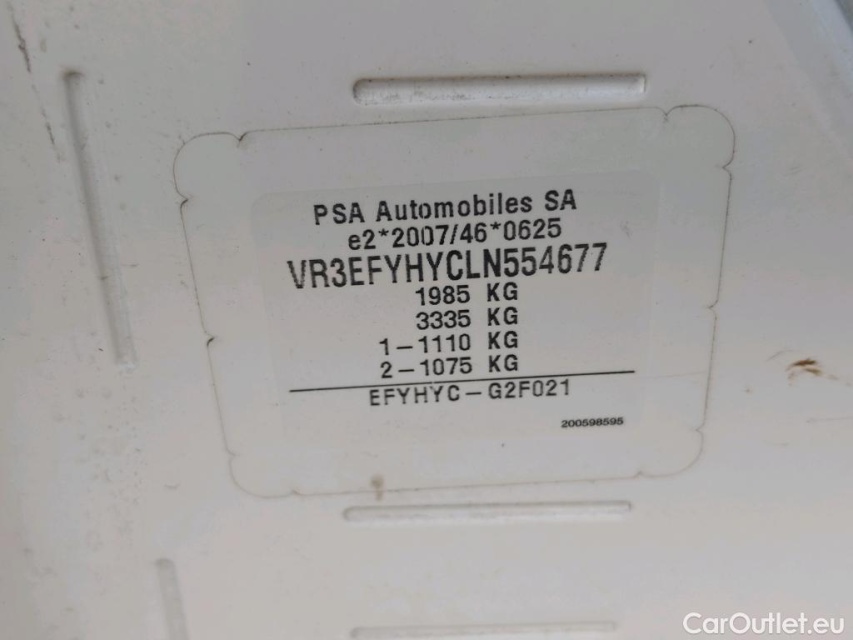 PSA Automobiles SA
e2*2007/46*0625
VR3EFYHYCLN554677
1985 KG
3335 KG
1-1110 KG
2-1075 KG
EFYHYC-G2F021
200598595
CarOutlet.eu